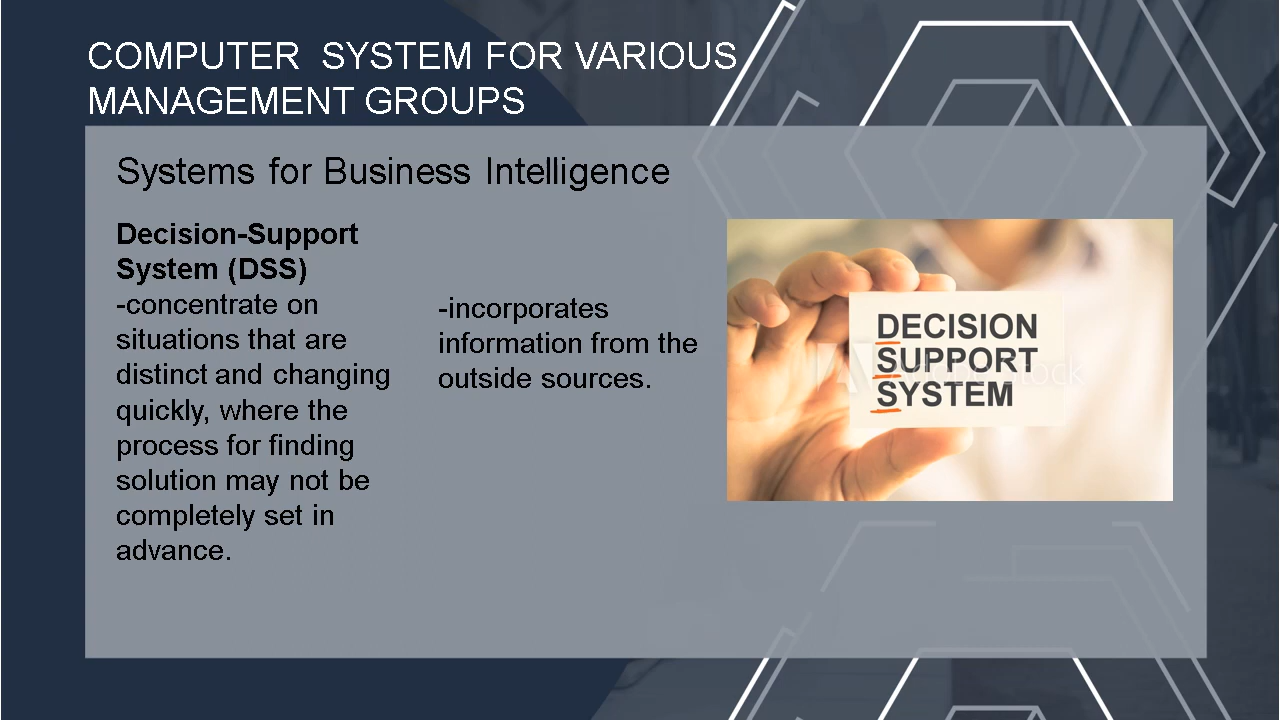 COMPUTER SYSTEM FOR VARIOUS
MANAGEMENT GROUPS
Systems for Business Intelligence
Decision-Support
System (DSS)
-concentrate on
situations that are
distinct and changing
quickly, where the
process for finding
solution may not be
completely set in
advance.
-incorporates
information from the
outside sources.
DECISION
SUPPORT
SYSTEM